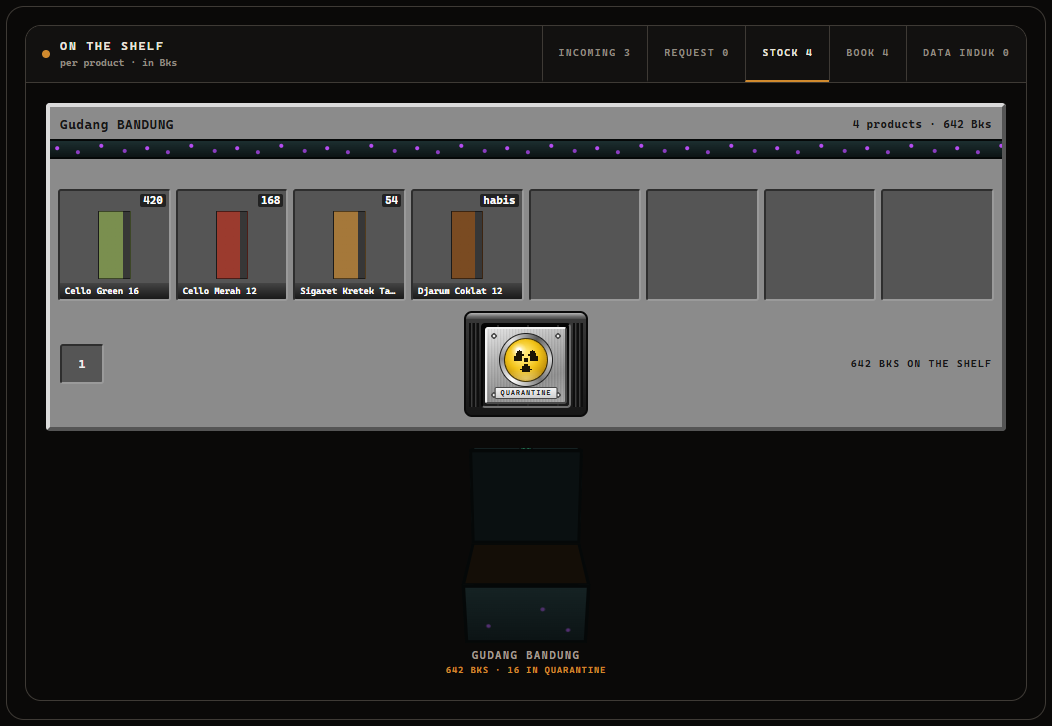 ON THE SHELF
per product · in Bks
INCOMING 3
REQUEST 0
STOCK 4
BOOK 4
DATA INDUK 0
Gudang BANDUNG
4 products · 642 Bks
420
Cello Green 16
168
Cello Merah 12
54
Sigaret Kretek Ta…
habis
Djarum Coklat 12
1
QUARANTINE
642 BKS ON THE SHELF
GUDANG BANDUNG
642 BKS · 16 IN QUARANTINE